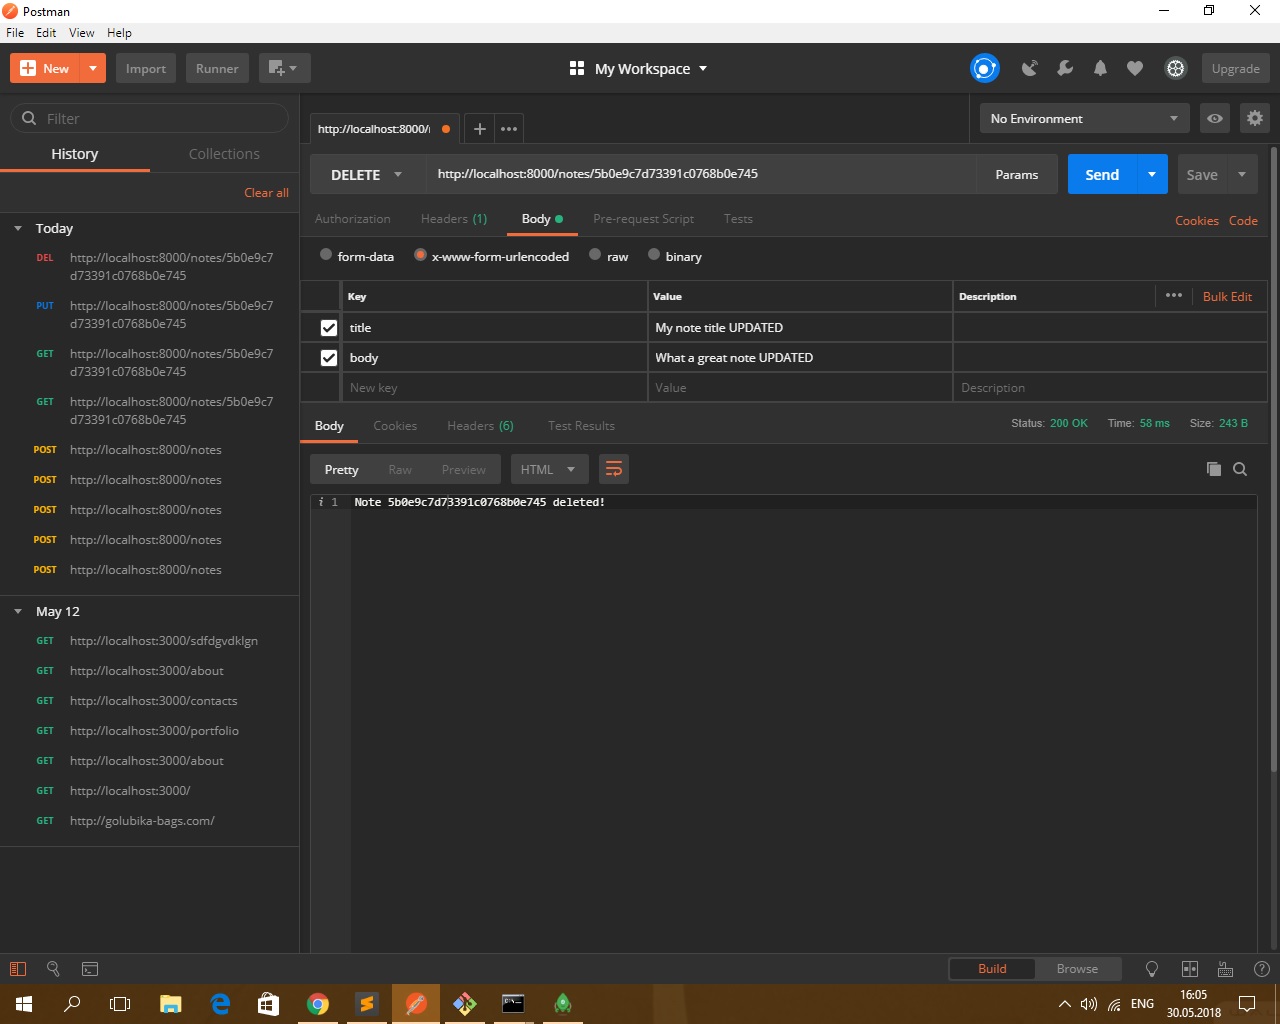 Postman
File Edit View Help
New Import Runner My Workspace Upgrade
Filter
History Collections
Clear all
Today
DEL http://localhost:8000/notes/5b0e9c7
d73391c0768b0e745
PUT http://localhost:8000/notes/5b0e9c7
d73391c0768b0e745
GET http://localhost:8000/notes/5b0e9c7
d73391c0768b0e745
GET http://localhost:8000/notes/5b0e9c7
d73391c0768b0e745
POST http://localhost:8000/notes
POST http://localhost:8000/notes
POST http://localhost:8000/notes
POST http://localhost:8000/notes
POST http://localhost:8000/notes
May 12
GET http://localhost:3000/sdfdgvdklgn
GET http://localhost:3000/about
GET http://localhost:3000/contacts
GET http://localhost:3000/portfolio
GET http://localhost:3000/about
GET http://localhost:3000/
GET http://golubika-bags.com/
http://localhost:8000/ No Environment
DELETE http://localhost:8000/notes/5b0e9c7d73391c0768b0e745 Params Send Save
Authorization Headers (1) Body Pre-request Script Tests Cookies Code
form-data x-www-form-urlencoded raw binary
Key Value Description ••• Bulk Edit
title My note title UPDATED
body What a great note UPDATED
New key Value Description
Body Cookies Headers (6) Test Results Status: 200 OK Time: 58 ms Size: 243 B
Pretty Raw Preview HTML
i 1 Note 5b0e9c7d73391c0768b0e745 deleted!
Build Browse
ENG 16:05
30.05.2018